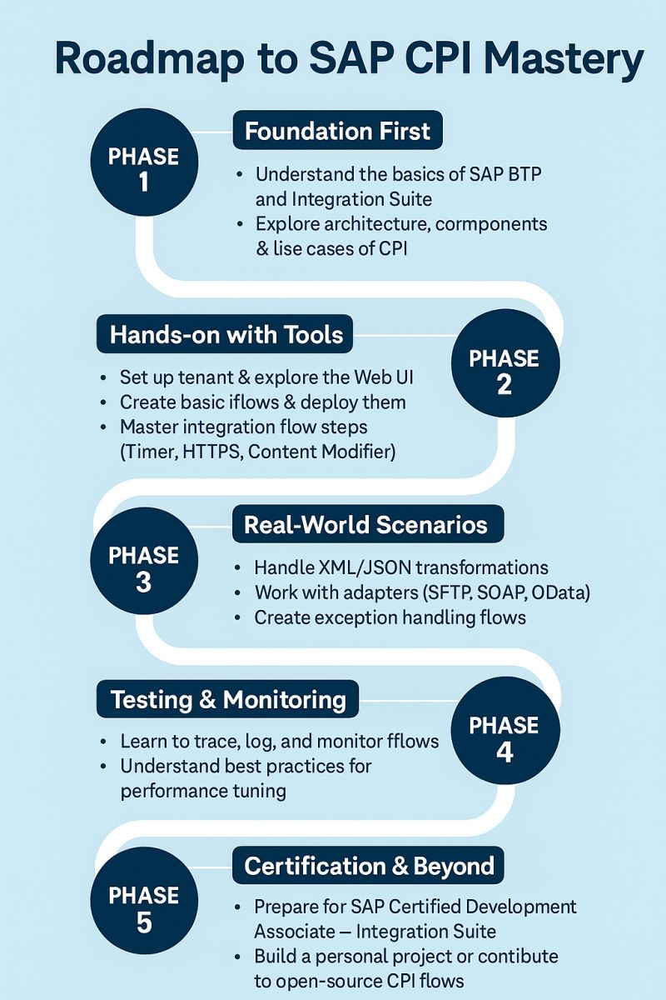 Roadmap to SAP CPI Mastery
PHASE
1
Foundation First
• Understand the basics of SAP BTP
and Integration Suite
• Explore architecture, cormponents
& lise cases of CPI
Hands-on with Tools
PHASE
2
• Set up tenant & explore the Web UI
• Create basic iflows & deploy them
• Master integration flow steps
(Timer, HTTPS, Content Modifier)
PHASE
3
Real-World Scenarios
• Handle XML/JSON transformations
• Work with adapters (SFTP, SOAP, OData)
• Create exception handling flows
Testing & Monitoring
PHASE
4
• Learn to trace, log, and monitor fflows
• Understand best practices for
performance tuning
PHASE
5
Certification & Beyond
• Prepare for SAP Certified Development
Associate – Integration Suite
• Build a personal project or contibute
to open-source CPI flows